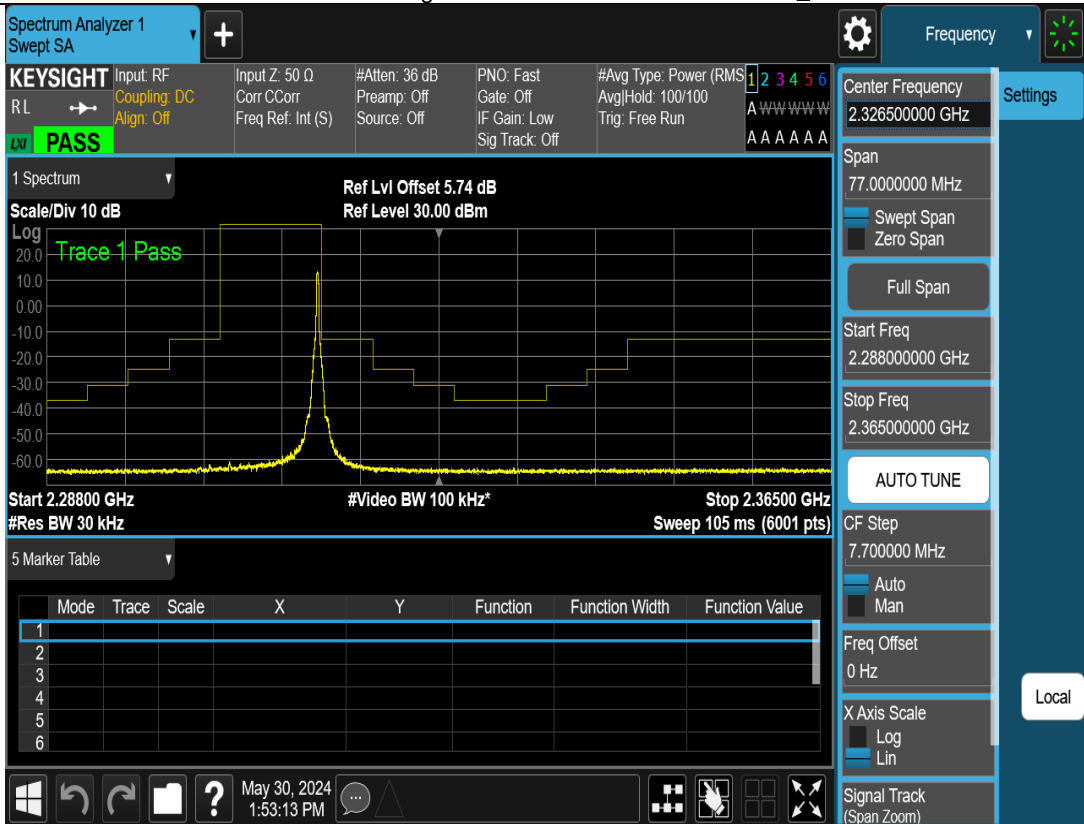 Spectrum Analyzer 1
Swept SA
Frequency
KEYSIGHT
RL
LXI
PASS
Input: RF
Coupling: DC
Align: Off
Input Z: 50 Ω
Corr CCorr
Freq Ref: Int (S)
#Atten: 36 dB
Preamp: Off
Source: Off
PNO: Fast
Gate: Off
IF Gain: Low
Sig Track: Off
#Avg Type: Power (RMS
Avg|Hold: 100/100
Trig: Free Run
1 2 3 4 5 6
A W W W W W
A A A A A A
1 Spectrum
Scale/Div 10 dB
Ref Lvl Offset 5.74 dB
Ref Level 30.00 dBm
Log
Trace 1 Pass
20.0
10.0
0.00
-10.0
-20.0
-30.0
-40.0
-50.0
-60.0
Start 2.28800 GHz
#Video BW 100 kHz*
Stop 2.36500 GHz
#Res BW 30 kHz
Sweep 105 ms (6001 pts)
5 Marker Table
Mode Trace Scale X Y Function Function Width Function Value
1
2
3
4
5
6
May 30, 2024
1:53:13 PM
Center Frequency
2.326500000 GHz
Settings
Span
77.0000000 MHz
Swept Span
Zero Span
Full Span
Start Freq
2.288000000 GHz
Stop Freq
2.365000000 GHz
AUTO TUNE
CF Step
7.700000 MHz
Auto
Man
Freq Offset
0 Hz
Local
X Axis Scale
Log
Lin
Signal Track
(Span Zoom)